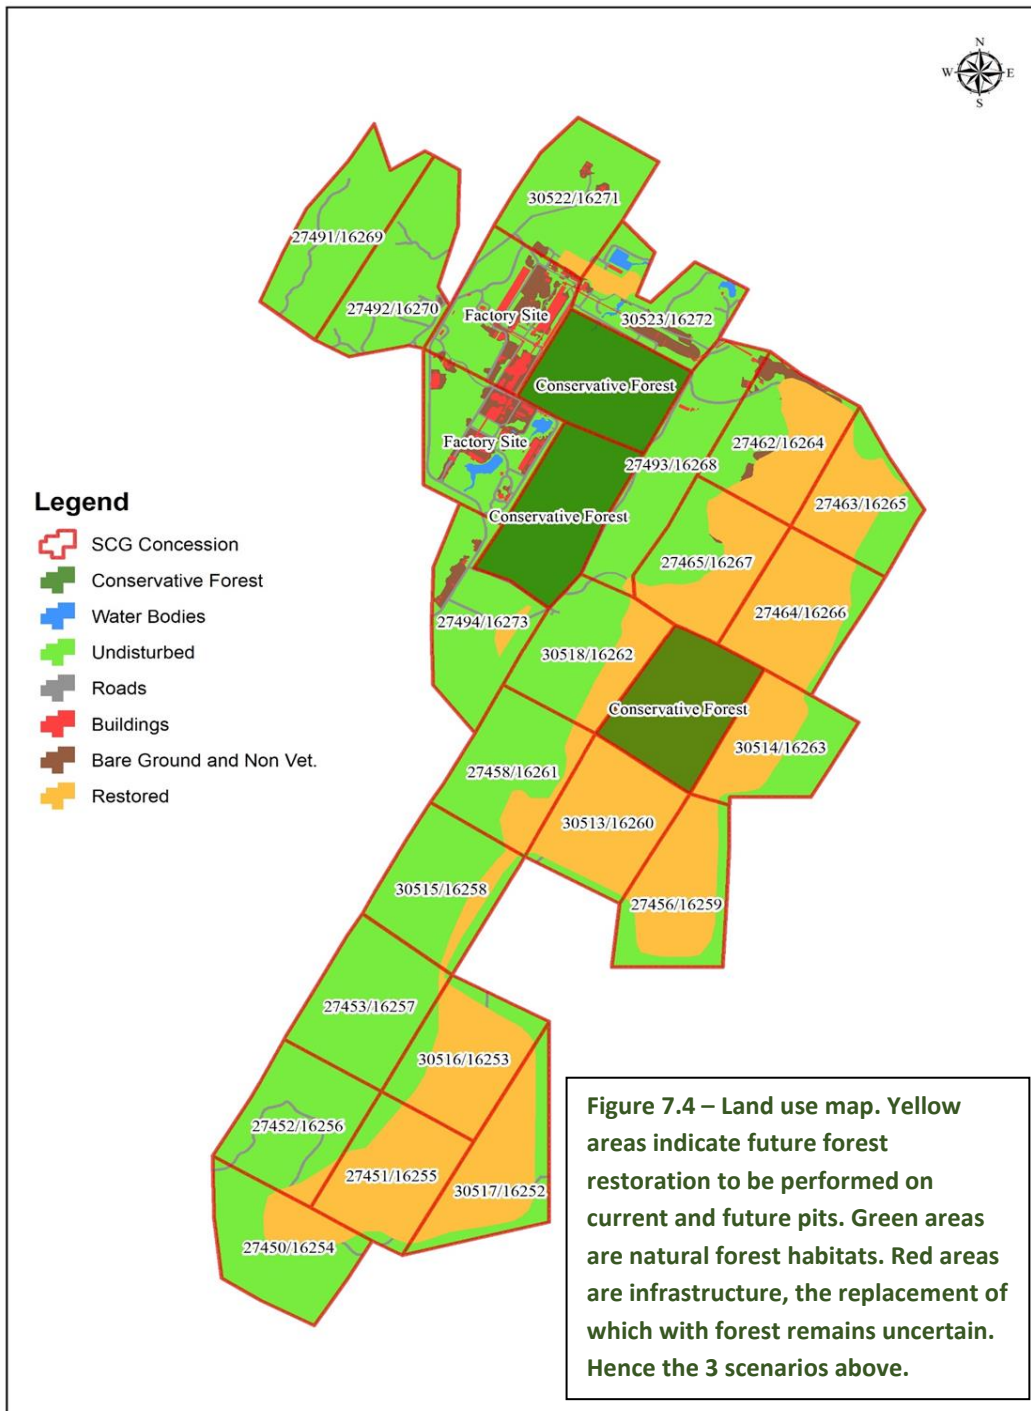 N
W E
S
30522/16271
27491/16269
27492/16270
Factory Site
30523/16272
Conservative Forest
Factory Site
27462/16264
27493/16268
27463/16265
Conservative Forest
27465/16267
27464/16266
27494/16273
30518/16262
Conservative Forest
30514/16263
27458/16261
30513/16260
30515/16258
27456/16259
27453/16257
30516/16253
27452/16256
27451/16255
30517/16252
27450/16254
Legend
SCG Concession
Conservative Forest
Water Bodies
Undisturbed
Roads
Buildings
Bare Ground and Non Vet.
Restored
Figure 7.4 – Land use map. Yellow
areas indicate future forest
restoration to be performed on
current and future pits. Green areas
are natural forest habitats. Red areas
are infrastructure, the replacement of
which with forest remains uncertain.
Hence the 3 scenarios above.